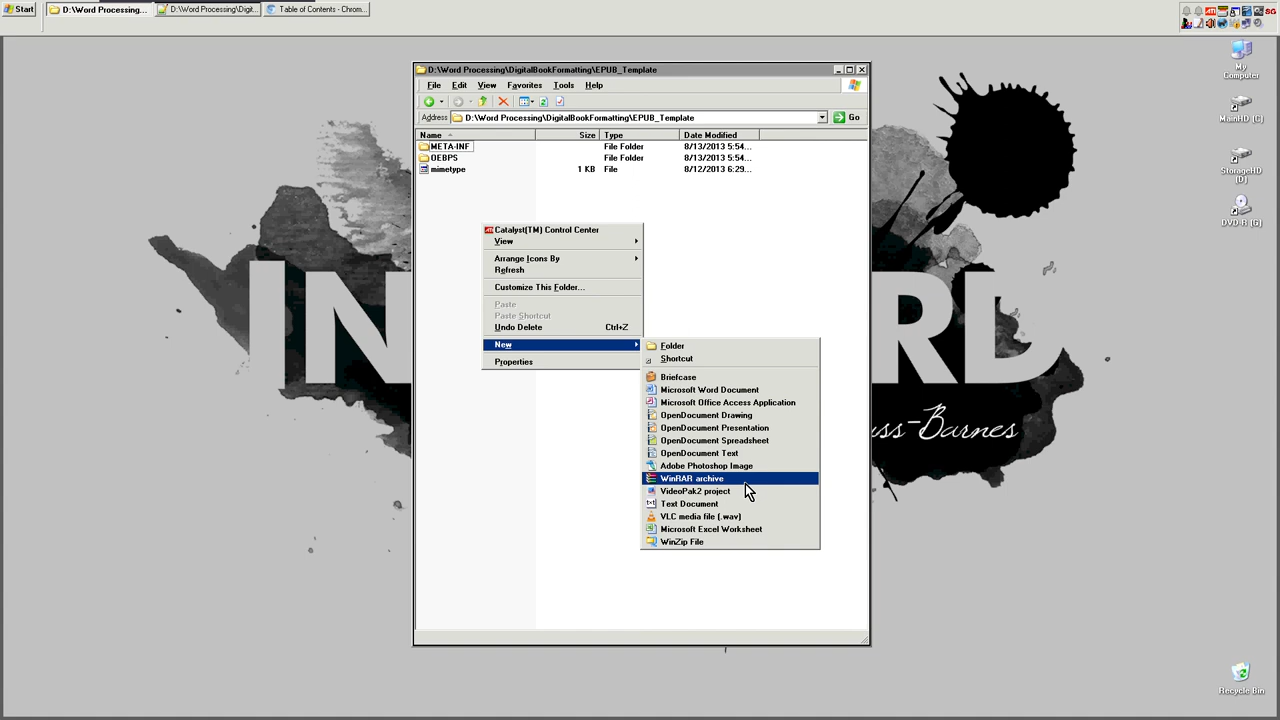 Start
D:\Word Processing...
D:\Word Processing\Digit...
Table of Contents - Chrom...
SG
My Computer
MainHD (C)
StorageHD (D)
DVD-R (G)
D:\Word Processing\DigitalBookFormatting\EPUB_Template
File Edit View Favorites Tools Help
Address D:\Word Processing\DigitalBookFormatting\EPUB_Template Go
Name Size Type Date Modified
META-INF File Folder 8/13/2013 5:54...
OEBPS File Folder 8/13/2013 5:54...
mimetype 1 KB File 8/12/2013 6:29...
Catalyst(TM) Control Center
View
Arrange Icons By
Refresh
Customize This Folder...
Paste
Paste Shortcut
Undo Delete Ctrl+Z
New
Properties
Folder
Shortcut
Briefcase
Microsoft Word Document
Microsoft Office Access Application
OpenDocument Drawing
OpenDocument Presentation
OpenDocument Spreadsheet
OpenDocument Text
Adobe Photoshop Image
WinRAR archive
VideoPak2 project
Text Document
VLC media file (.wav)
Microsoft Excel Worksheet
WinZip File
IN RD
uss-Barnes
Recycle Bin